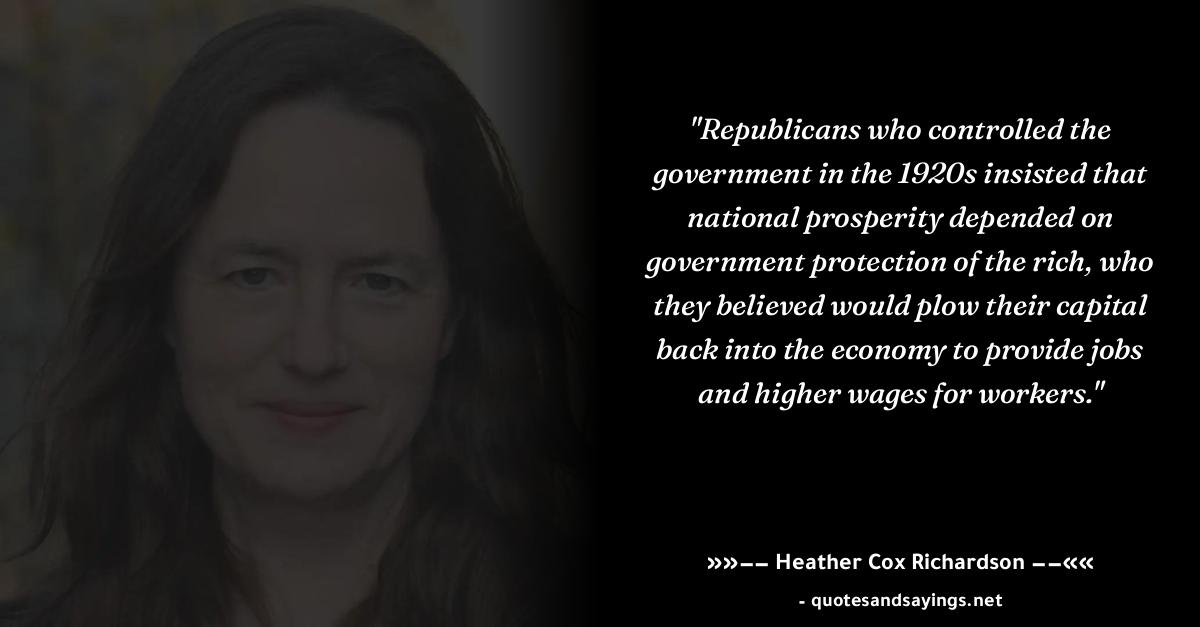 "Republicans who controlled the
government in the 1920s insisted that
national prosperity depended on
government protection of the rich, who
they believed would plow their capital
back into the economy to provide jobs
and higher wages for workers."
»»−− Heather Cox Richardson −−««
- quotesandsayings.net